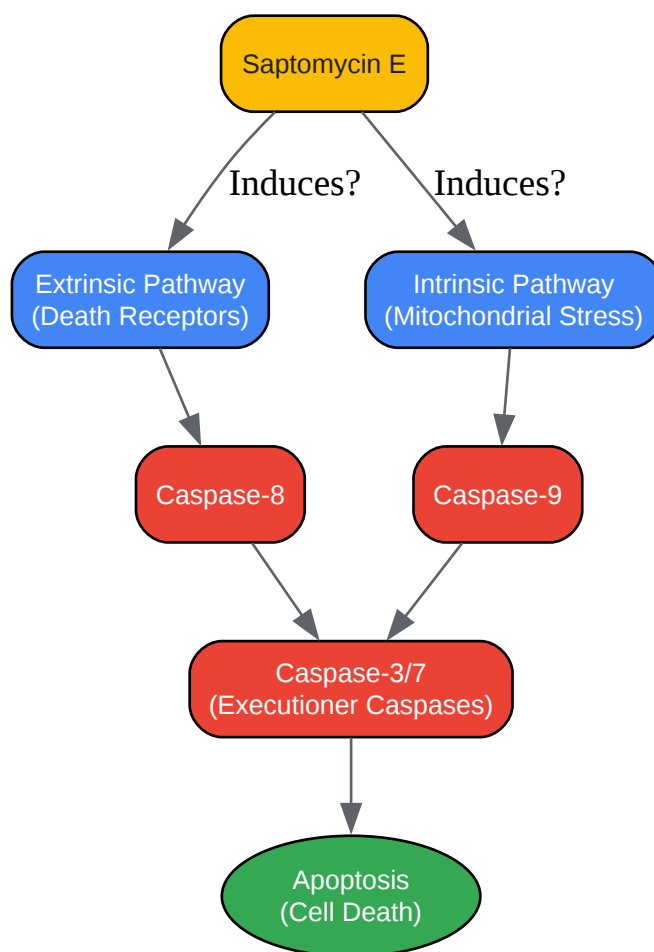 Saptomycin E
Induces?
Induces?
Extrinsic Pathway
(Death Receptors)
Intrinsic Pathway
(Mitochondrial Stress)
Caspase-8
Caspase-9
Caspase-3/7
(Executioner Caspases)
Apoptosis
(Cell Death)